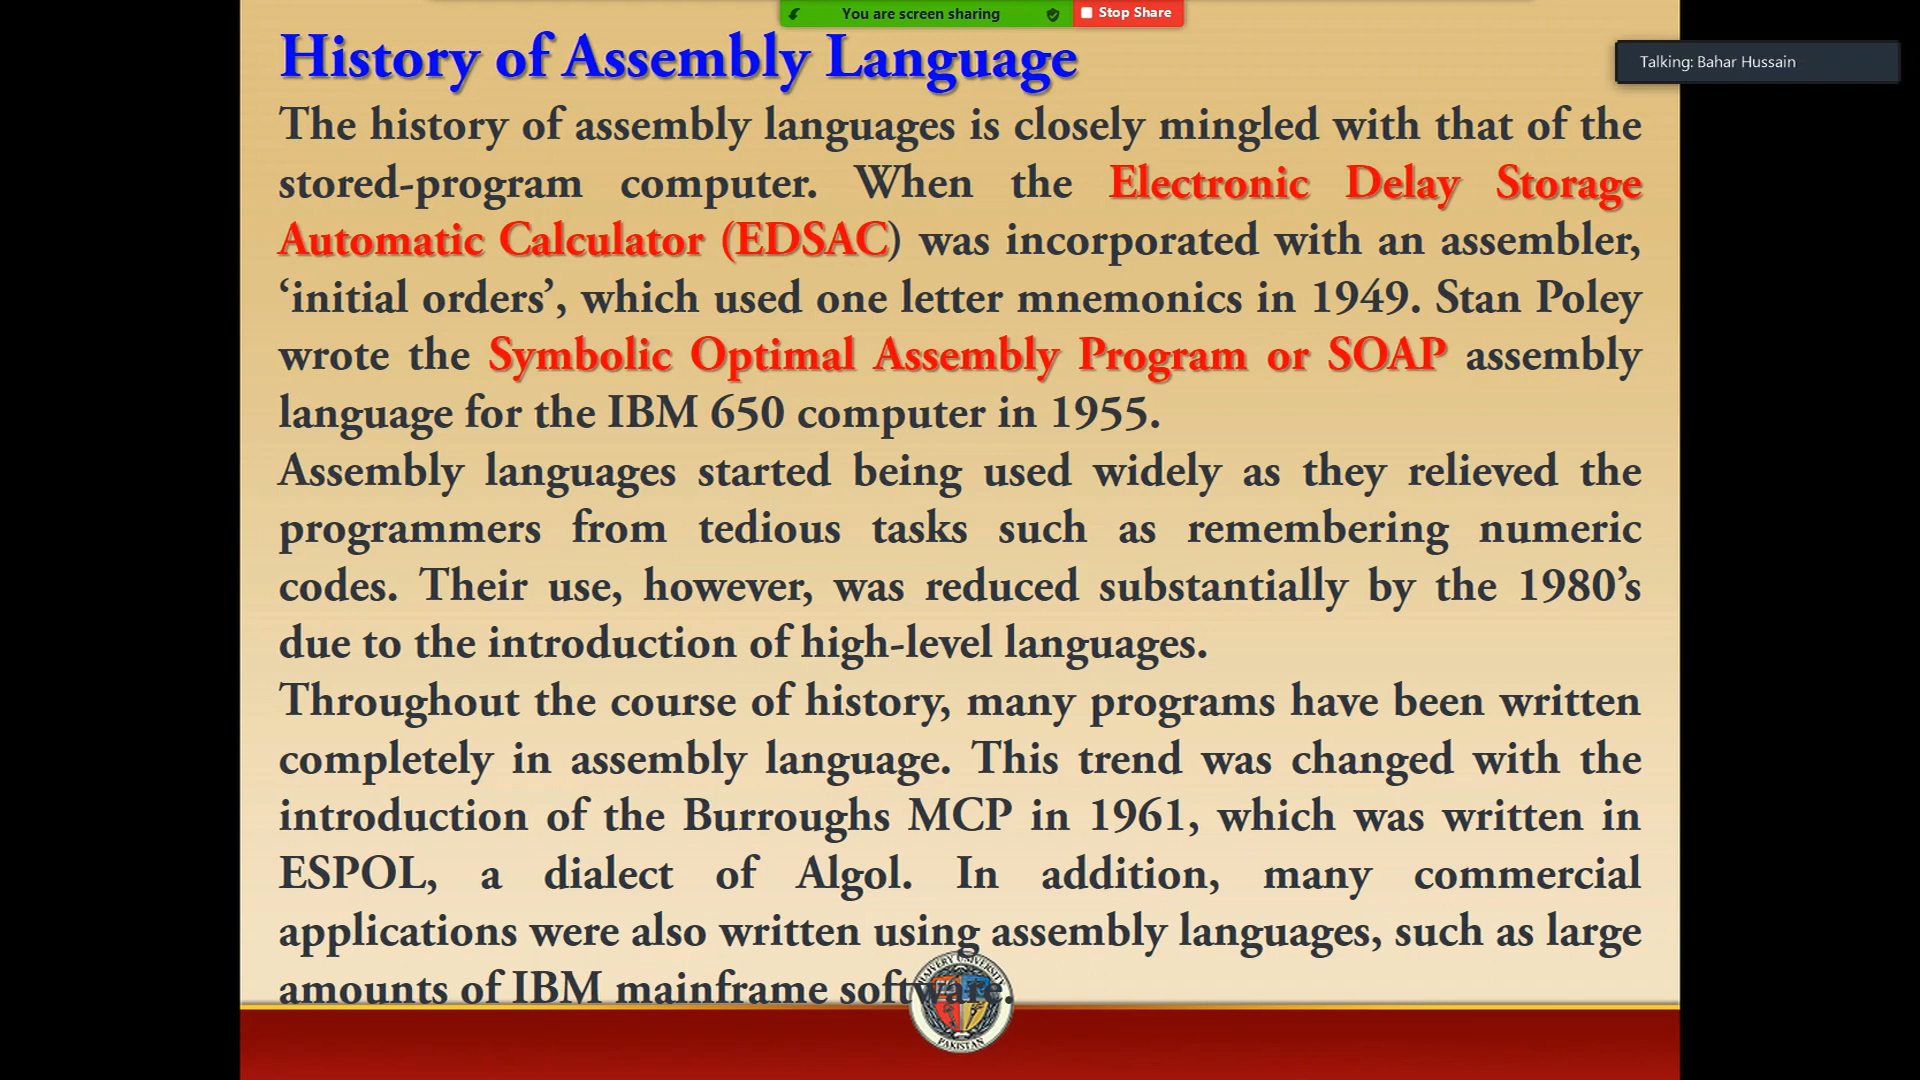 You are screen sharing
Stop Share
Talking: Bahar Hussain
History of Assembly Language
The history of assembly languages is closely mingled with that of the
stored-program computer. When the Electronic Delay Storage
Automatic Calculator (EDSAC) was incorporated with an assembler,
‘initial orders’, which used one letter mnemonics in 1949. Stan Poley
wrote the Symbolic Optimal Assembly Program or SOAP assembly
language for the IBM 650 computer in 1955.
Assembly languages started being used widely as they relieved the
programmers from tedious tasks such as remembering numeric
codes. Their use, however, was reduced substantially by the 1980’s
due to the introduction of high-level languages.
Throughout the course of history, many programs have been written
completely in assembly language. This trend was changed with the
introduction of the Burroughs MCP in 1961, which was written in
ESPOL, a dialect of Algol. In addition, many commercial
applications were also written using assembly languages, such as large
amounts of IBM mainframe software.
UNIVERSITY
PAKISTAN